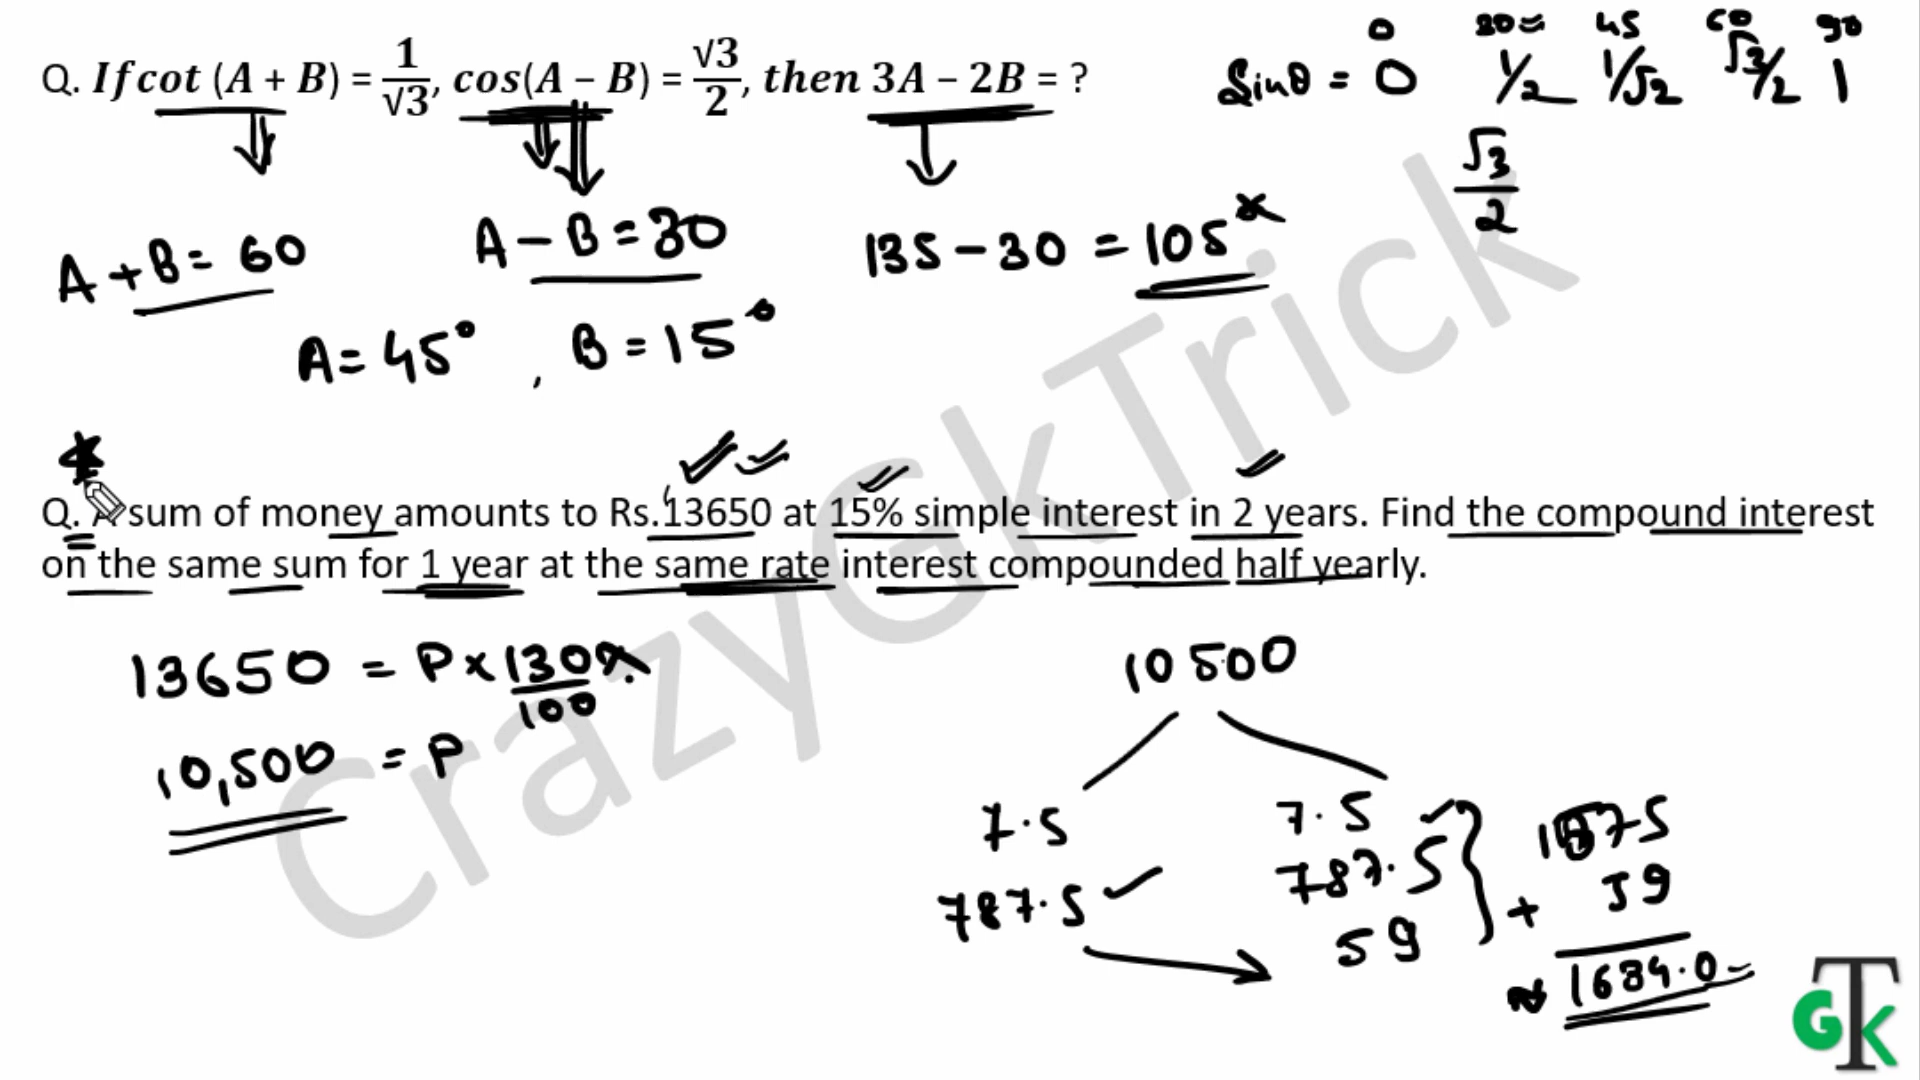 Q. If cot (A + B) = 1/√3, cos(A − B) = √3/2, then 3A − 2B = ?
0 30 45 60 90
Sinθ = 0 1/2 1/√2 √3/2 1
√3/2
A + B = 60
A − B = 30
135 − 30 = 105
A = 45°, B = 15°
Q. A sum of money amounts to Rs.13650 at 15% simple interest in 2 years. Find the compound interest
on the same sum for 1 year at the same rate interest compounded half yearly.
13650 = P × 130/100
10,500 = P
10500
7.5 7.5
787.5 787.5
59
1575
+ 59
1634.0
CrazyGkTrick
GTK